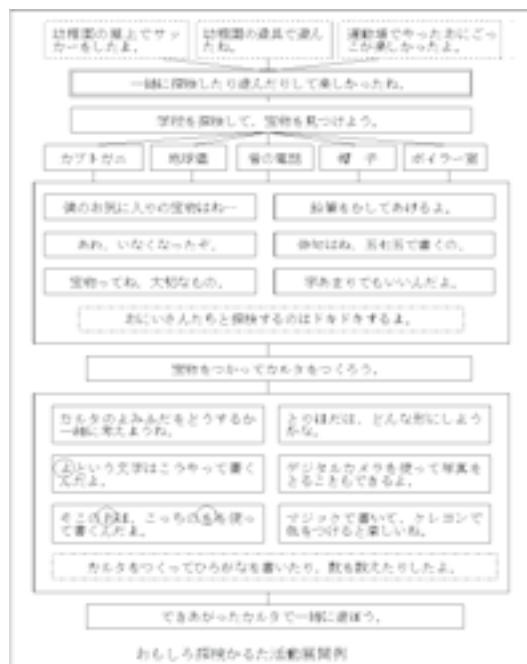 幼稚園の屋上でサッ
カーをしたよ。
幼稚園の遊具で遊ん
だね。
運動場でやったおにごっ
こが楽しかったよ。
一緒に探検したり遊んだりして楽しかったね。
学校を探検して、宝物を見つけよう。
カブトガニ
地球儀
昔の電話
帽 子
ボイラー室
僕のお気に入りの宝物はね…
鉛筆をかしてあげるよ。
あれ、いなくなったぞ。
俳句はね、五七五で書くの。
宝物ってね、大切なもの。
字あまりでもいいんだよ。
おにいさんたちと探検するのはドキドキするよ。
宝物をつかってカルタをつくろう。
カルタのよみふだをどうするか
一緒に考えようね。
とりふだは、どんな形にしよう
かな。
よという文字はこうやって書く
んだよ。
デジタルカメラを使って写真を
とることもできるよ。
そこの は、こっちの を使っ
て書くんだよ。
マジックで書いて、クレヨンで
色をつけると楽しいね。
カルタをつくってひらがなを書いたり、数を数えたりしたよ。
できあがったカルタで一緒に遊ぼう。
おもしろ探検かるた活動展開例